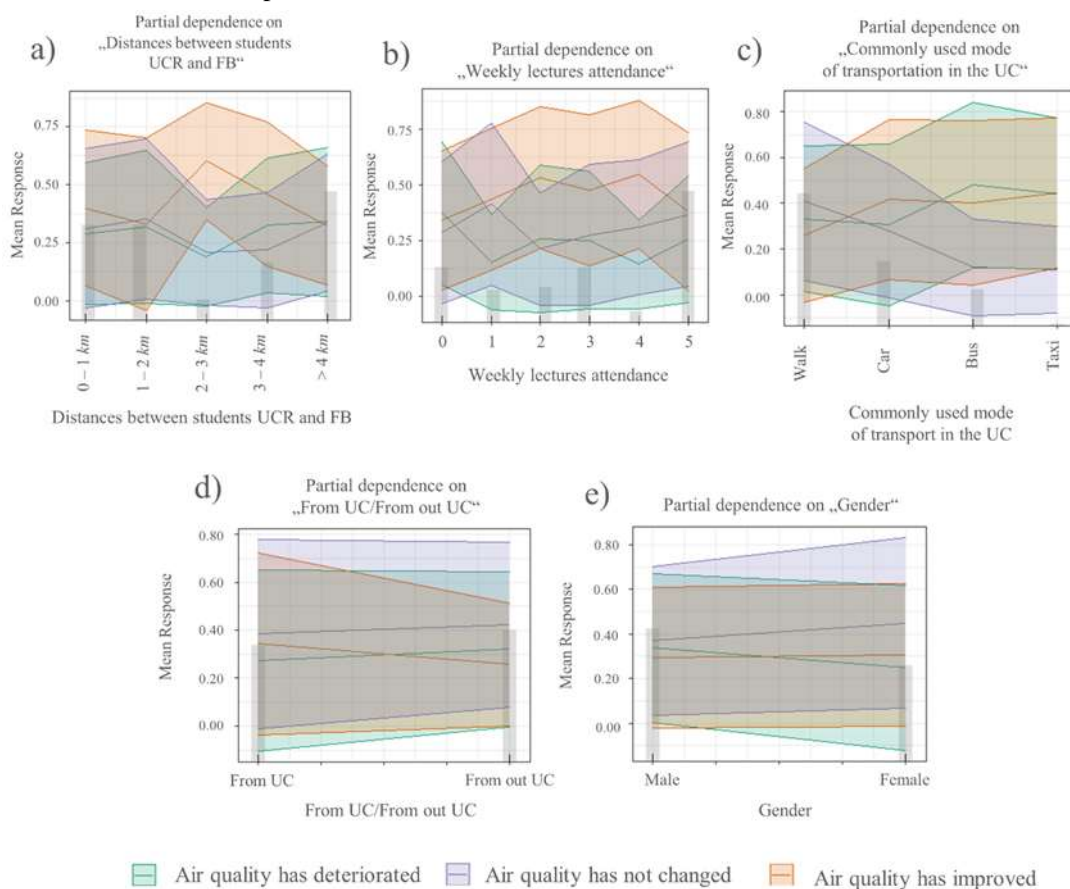 a)
Partial dependence on
„Distances between students
UCR and FB“
Mean Response
0.75
0.50
0.25
0.00
0 – 1 km
1 – 2 km
2 – 3 km
3 – 4 km
> 4 km
Distances between students UCR and FB
b)
Partial dependence on
„Weekly lectures attendance“
Mean Response
0.75
0.50
0.25
0.00
0 1 2 3 4 5
Weekly lectures attendance
c)
Partial dependence on
„Commonly used mode
of transportation in the UC“
Mean Response
0.80
0.60
0.40
0.20
0.00
Walk
Car
Bus
Taxi
Commonly used mode
of transport in the UC
d)
Partial dependence on
„From UC/From out UC“
Mean Response
0.80
0.60
0.40
0.20
0.00
From UC From out UC
From UC/From out UC
e)
Partial dependence on „Gender“
Mean Response
0.80
0.60
0.40
0.20
0.00
Male Female
Gender
Air quality has deteriorated Air quality has not changed Air quality has improved